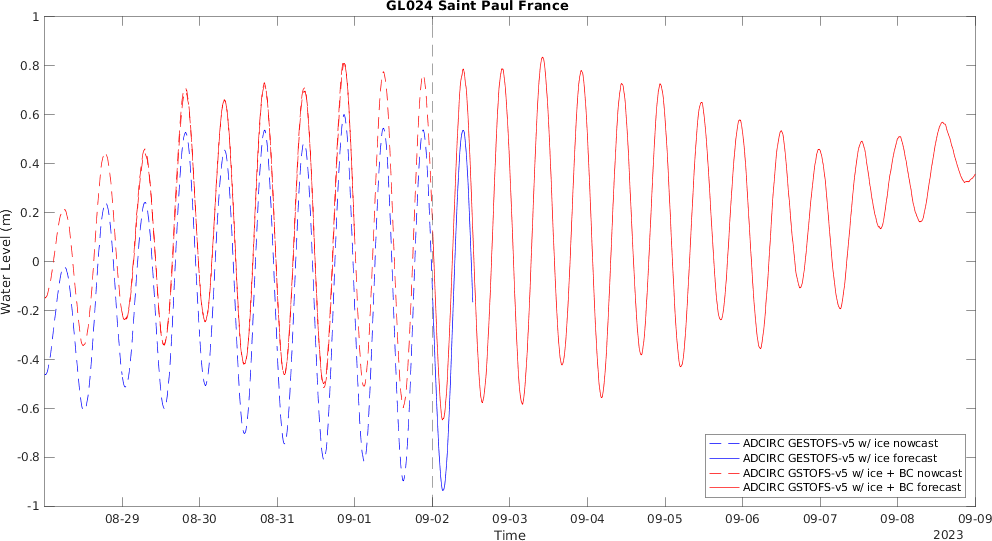 GL024 Saint Paul France
1
0.8
0.6
0.4
0.2
0
-0.2
-0.4
-0.6
-0.8
-1
Water Level (m)
ADCIRC GESTOFS-v5 w/ ice nowcast
ADCIRC GESTOFS-v5 w/ ice forecast
ADCIRC GSTOFS-v5 w/ ice + BC nowcast
ADCIRC GSTOFS-v5 w/ ice + BC forecast
08-29 08-30 08-31 09-01 09-02 09-03 09-04 09-05 09-06 09-07 09-08 09-09
Time
2023